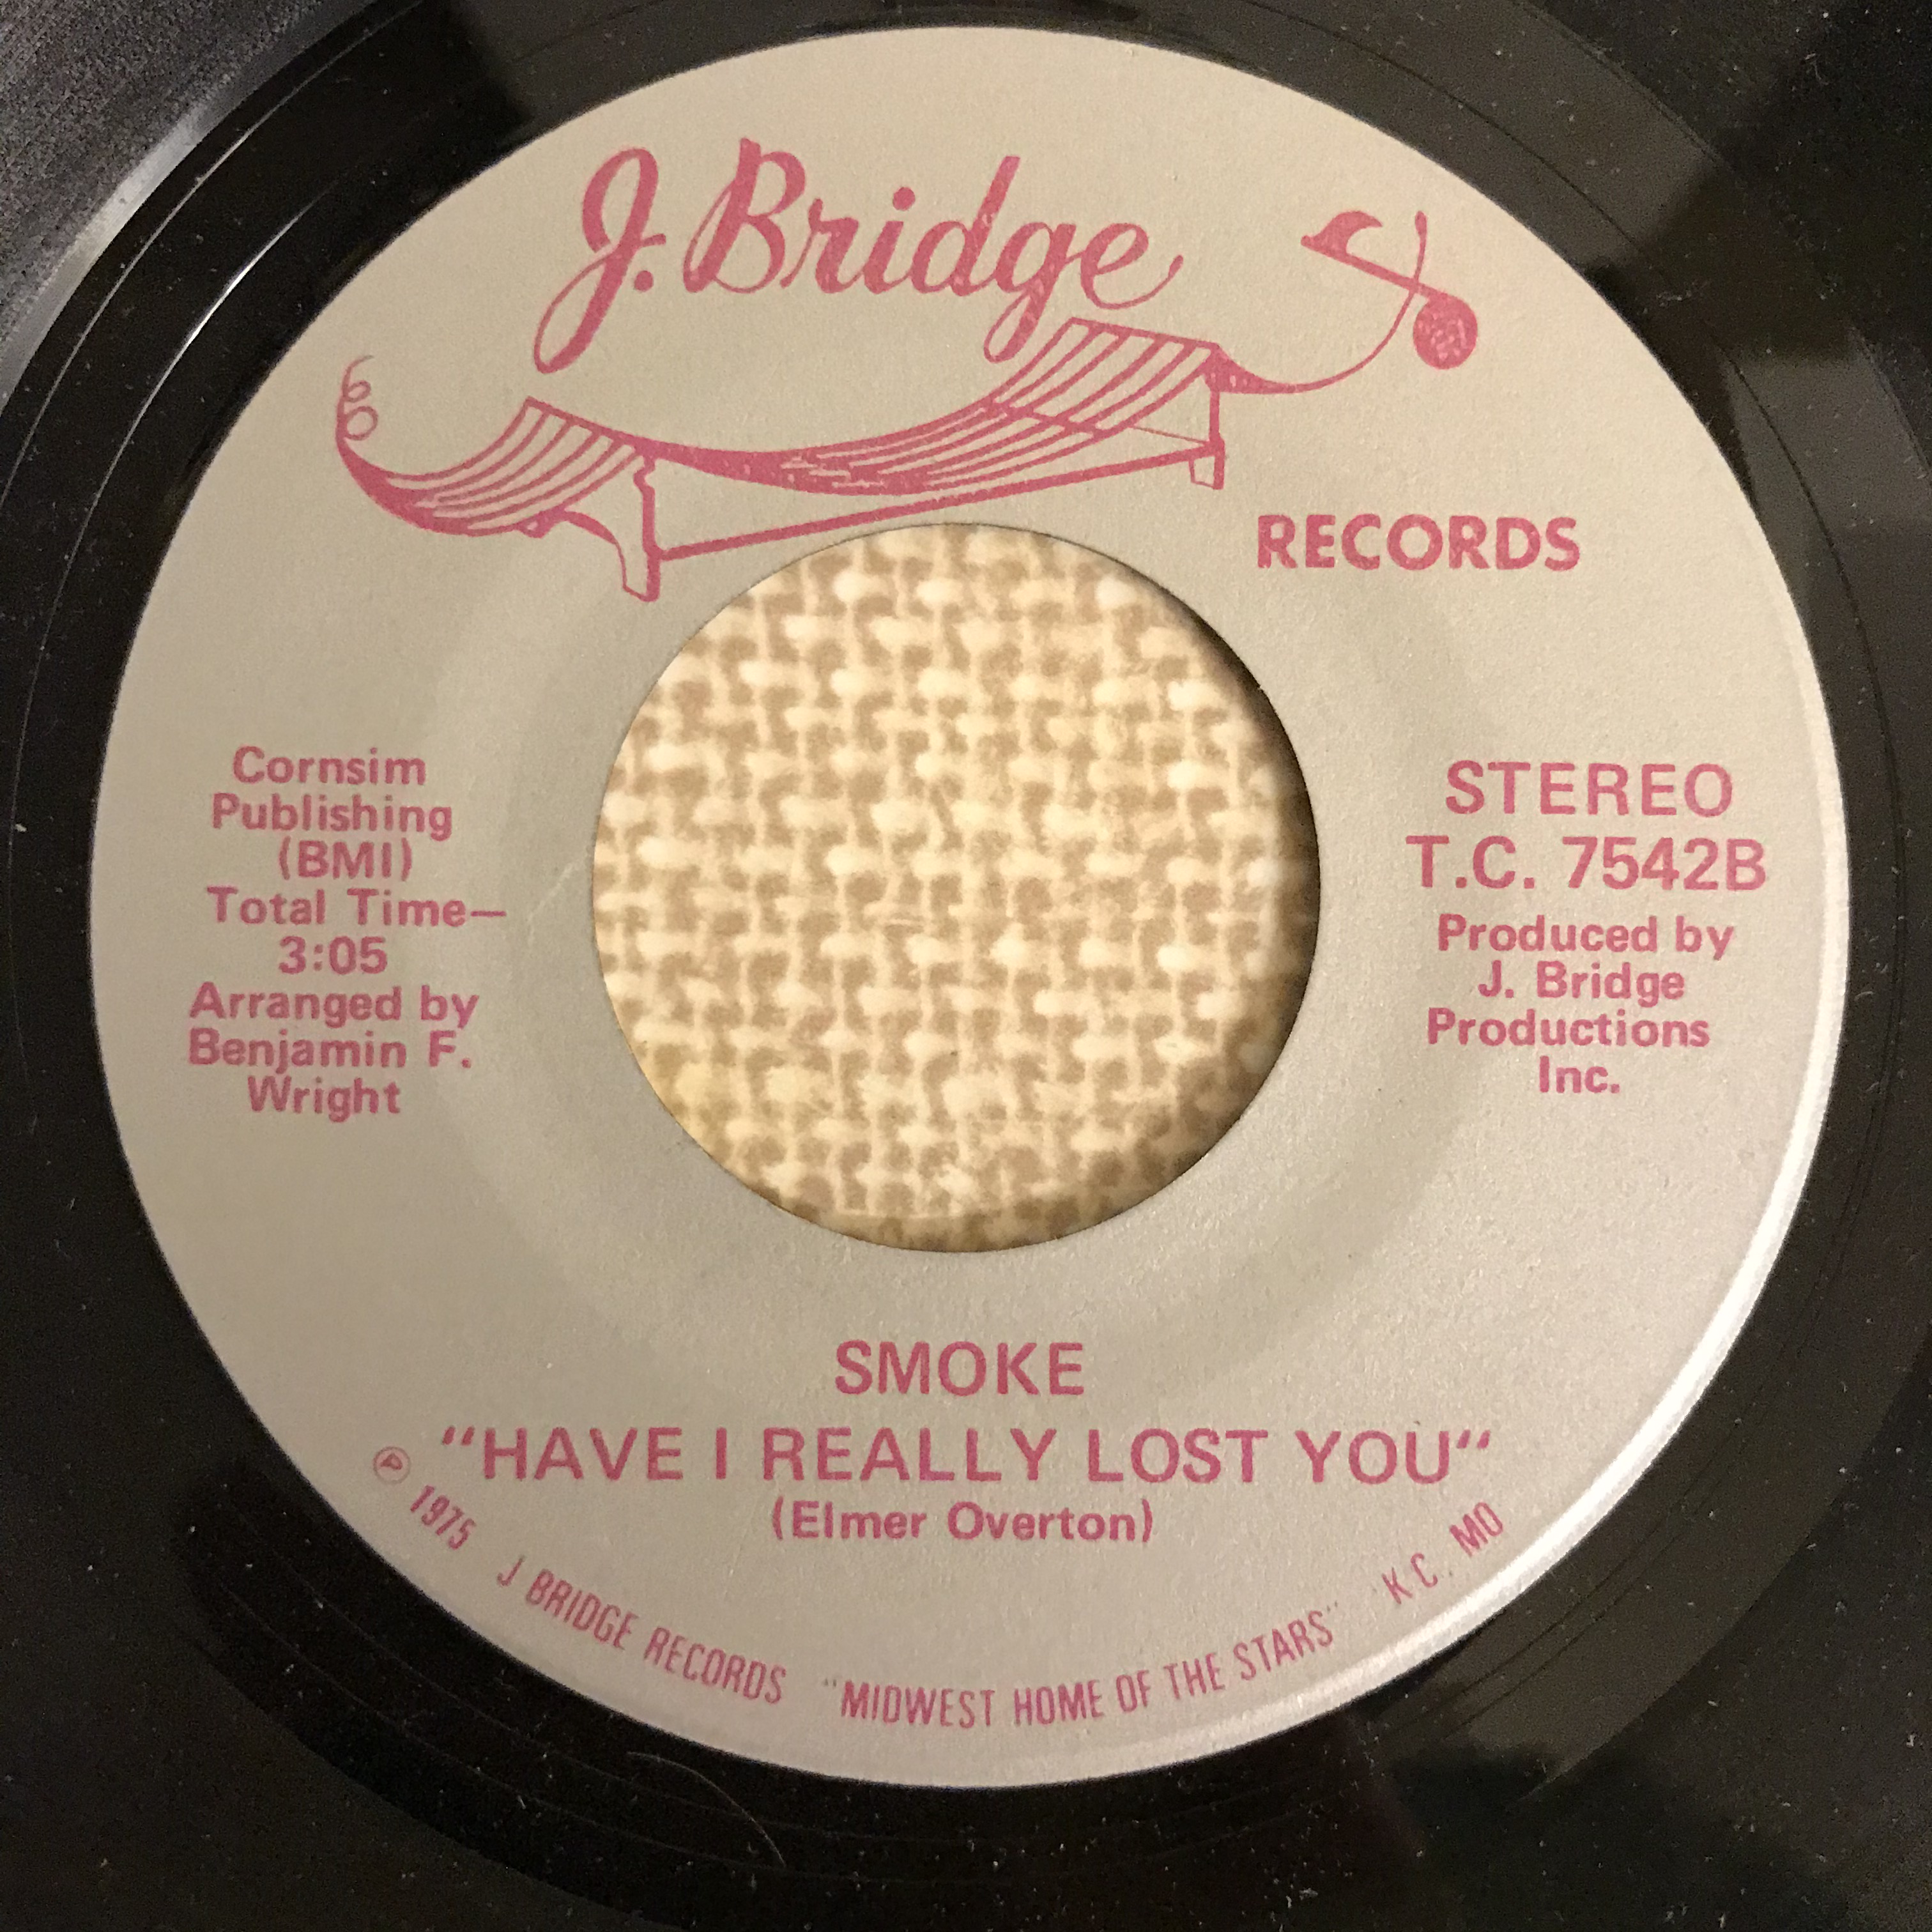 J. Bridge
RECORDS
Cornsim
Publishing
(BMI)
Total Time—
3:05
Arranged by
Benjamin F.
Wright
STEREO
T.C. 7542B
Produced by
J. Bridge
Productions
Inc.
SMOKE
“HAVE I REALLY LOST YOU“
(Elmer Overton)
℗ 1975 J BRIDGE RECORDS "MIDWEST HOME OF THE STARS" K.C. MO